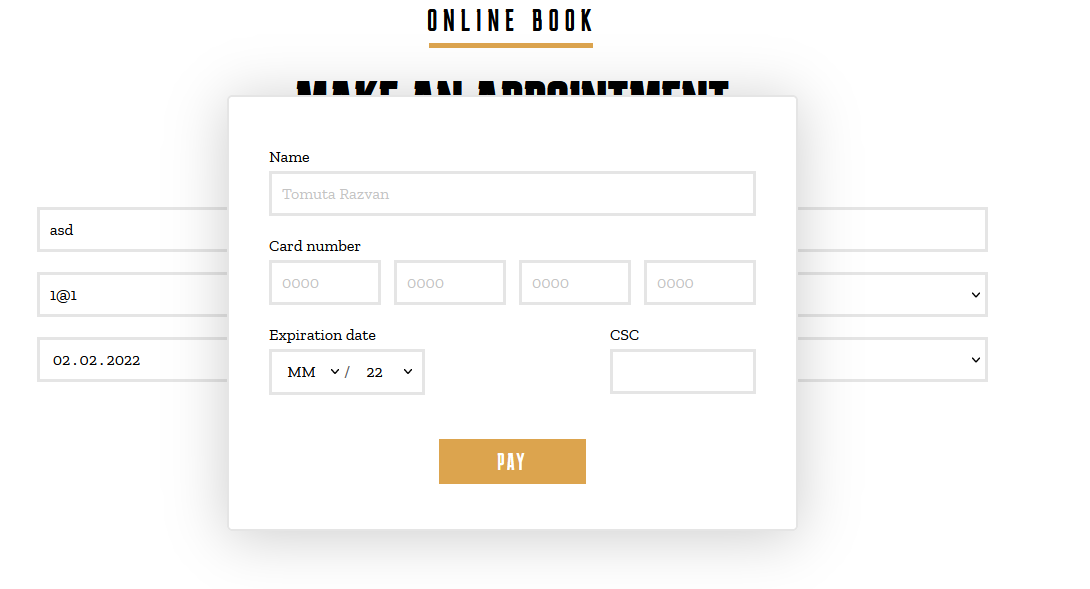 ONLINE BOOK
MAKE AN APPOINTMENT
Name
Tomuta Razvan
asd
Card number
0000 0000 0000 0000
1@1
Expiration date CSC
02.02.2022
MM / 22
PAY